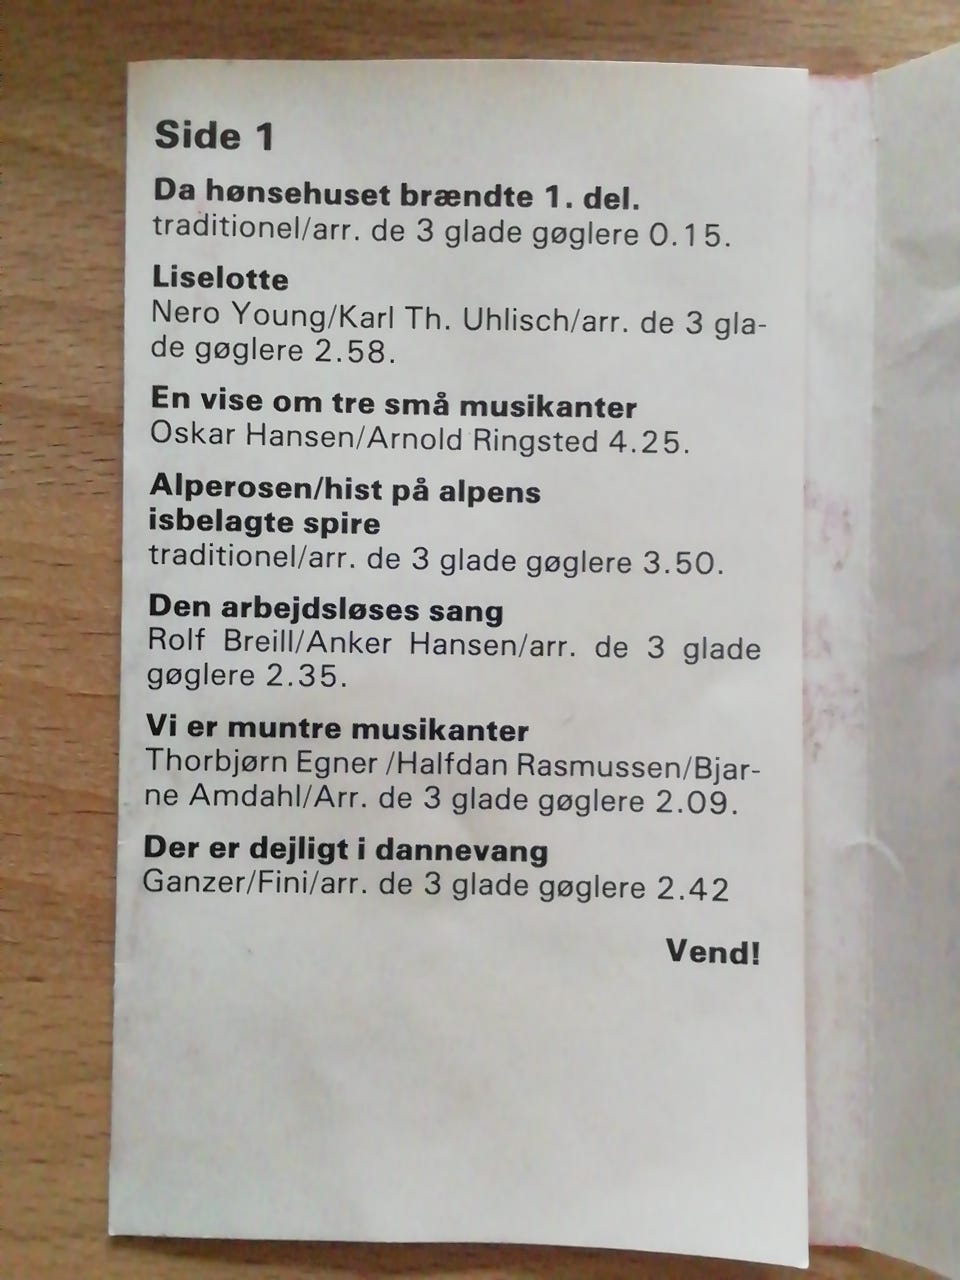 Side 1
Da hønsehuset brændte 1. del.
traditionel/arr. de 3 glade gøglere 0.15.
Liselotte
Nero Young/Karl Th. Uhlisch/arr. de 3 gla-
de gøglere 2.58.
En vise om tre små musikanter
Oskar Hansen/Arnold Ringsted 4.25.
Alperosen/hist på alpens
isbelagte spire
traditionel/arr. de 3 glade gøglere 3.50.
Den arbejdsløses sang
Rolf Breill/Anker Hansen/arr. de 3 glade
gøglere 2.35.
Vi er muntre musikanter
Thorbjørn Egner /Halfdan Rasmussen/Bjar-
ne Amdahl/Arr. de 3 glade gøglere 2.09.
Der er dejligt i dannevang
Ganzer/Fini/arr. de 3 glade gøglere 2.42
Vend!